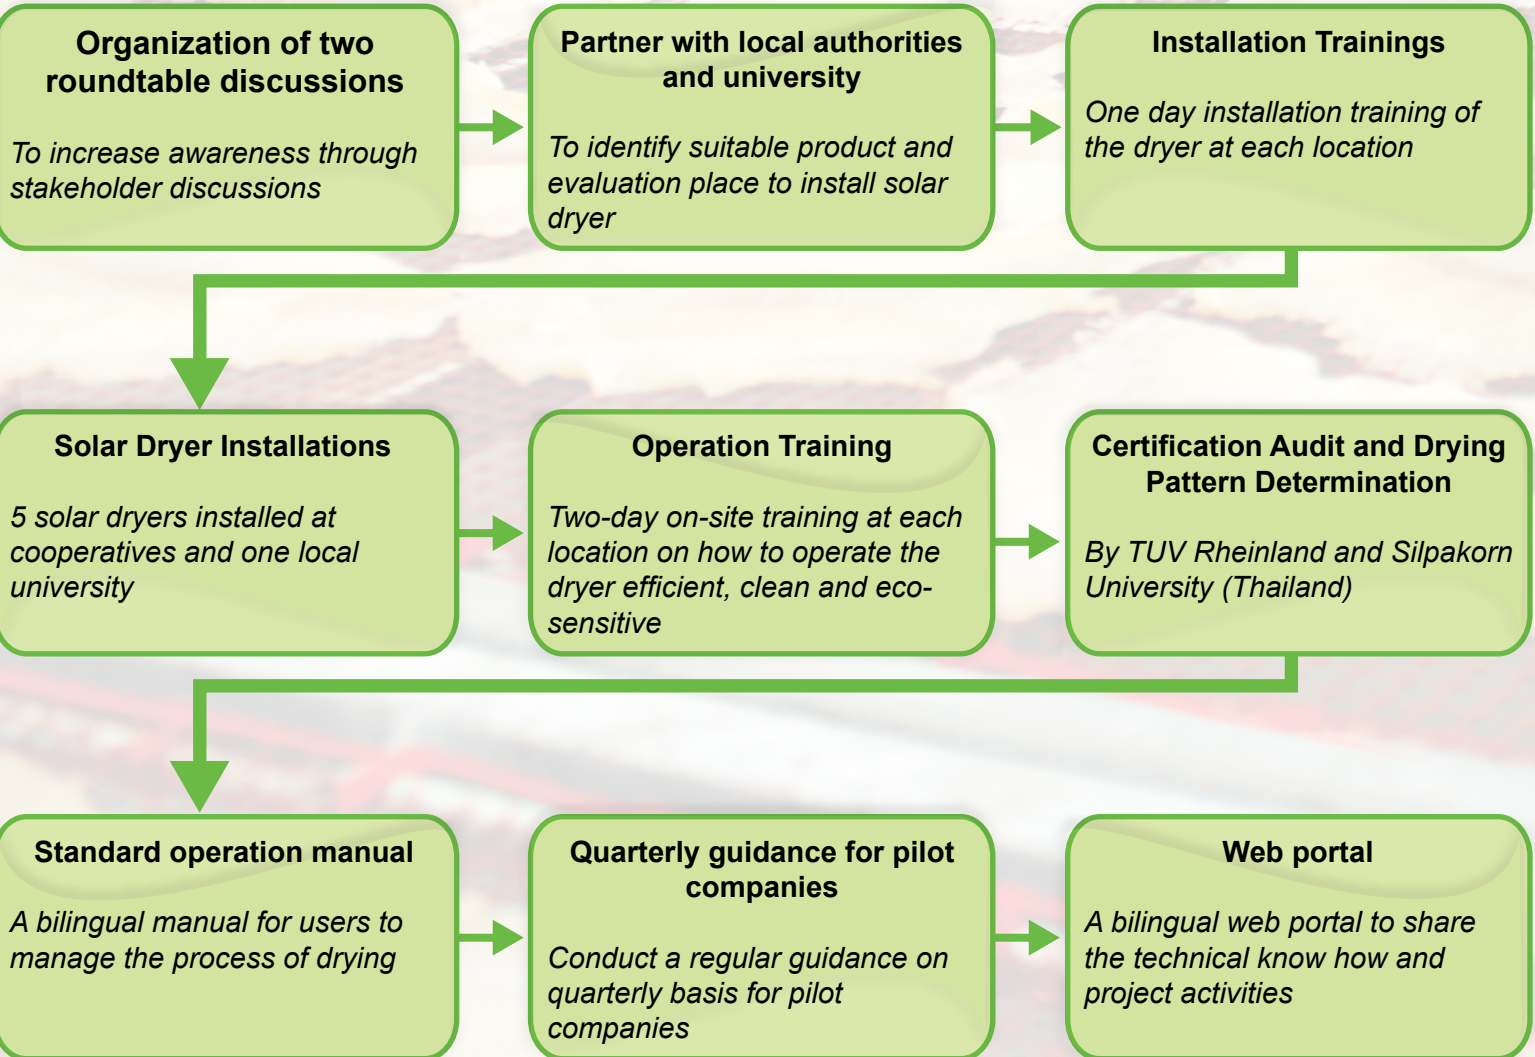 Organization of two
roundtable discussions
To increase awareness through
stakeholder discussions
Partner with local authorities
and university
To identify suitable product and
evaluation place to install solar
dryer
Installation Trainings
One day installation training of
the dryer at each location
Solar Dryer Installations
5 solar dryers installed at
cooperatives and one local
university
Operation Training
Two-day on-site training at each
location on how to operate the
dryer efficient, clean and eco-
sensitive
Certification Audit and Drying
Pattern Determination
By TUV Rheinland and Silpakorn
University (Thailand)
Standard operation manual
A bilingual manual for users to
manage the process of drying
Quarterly guidance for pilot
companies
Conduct a regular guidance on
quarterly basis for pilot
companies
Web portal
A bilingual web portal to share
the technical know how and
project activities